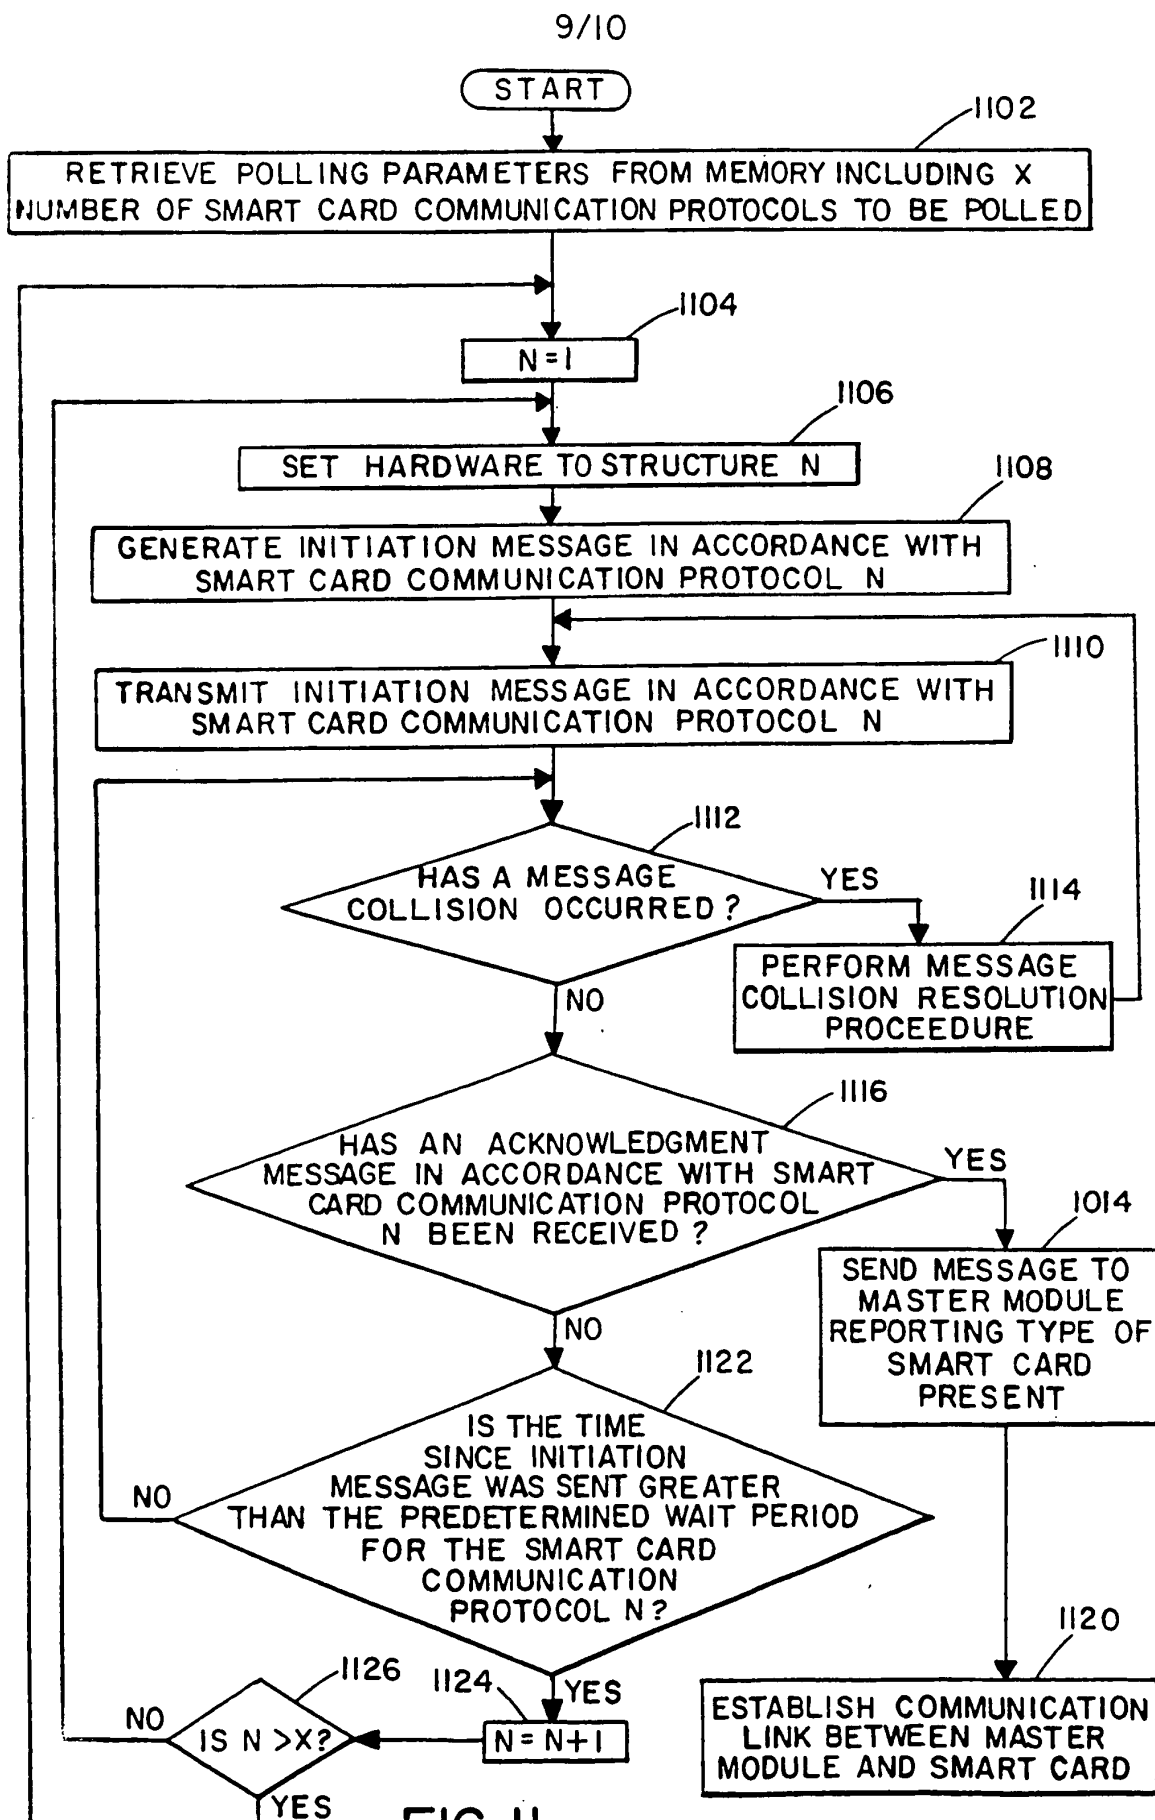 9/10
START
1102
RETRIEVE POLLING PARAMETERS FROM MEMORY INCLUDING X
NUMBER OF SMART CARD COMMUNICATION PROTOCOLS TO BE POLLED
1104
N=1
1106
SET HARDWARE TO STRUCTURE N
1108
GENERATE INITIATION MESSAGE IN ACCORDANCE WITH
SMART CARD COMMUNICATION PROTOCOL N
1110
TRANSMIT INITIATION MESSAGE IN ACCORDANCE WITH
SMART CARD COMMUNICATION PROTOCOL N
1112
HAS A MESSAGE
COLLISION OCCURRED?
YES
1114
PERFORM MESSAGE
COLLISION RESOLUTION
PROCEEDURE
NO
1116
HAS AN ACKNOWLEDGMENT
MESSAGE IN ACCORDANCE WITH SMART
CARD COMMUNICATION PROTOCOL
N BEEN RECEIVED?
YES
1014
SEND MESSAGE TO
MASTER MODULE
REPORTING TYPE OF
SMART CARD
PRESENT
NO
1122
IS THE TIME
SINCE INITIATION
MESSAGE WAS SENT GREATER
THAN THE PREDETERMINED WAIT PERIOD
FOR THE SMART CARD
COMMUNICATION
PROTOCOL N?
NO
YES
1120
ESTABLISH COMMUNICATION
LINK BETWEEN MASTER
MODULE AND SMART CARD
1124
N=N+1
1126
IS N >X?
NO
YES
FIG. 11